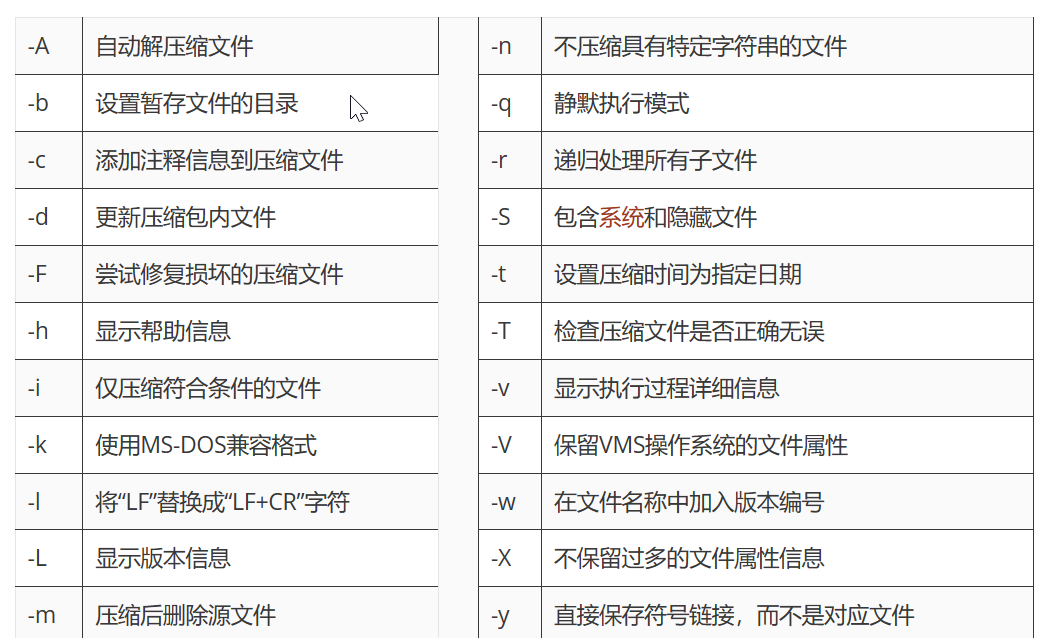 -A 自动解压缩文件 -n 不压缩具有特定字符串的文件
-b 设置暂存文件的目录 -q 静默执行模式
-c 添加注释信息到压缩文件 -r 递归处理所有子文件
-d 更新压缩包内文件 -S 包含系统和隐藏文件
-F 尝试修复损坏的压缩文件 -t 设置压缩时间为指定日期
-h 显示帮助信息 -T 检查压缩文件是否正确无误
-i 仅压缩符合条件的文件 -v 显示执行过程详细信息
-k 使用MS-DOS兼容格式 -V 保留VMS操作系统的文件属性
-l 将“LF”替换成“LF+CR”字符 -w 在文件名称中加入版本编号
-L 显示版本信息 -X 不保留过多的文件属性信息
-m 压缩后删除源文件 -y 直接保存符号链接，而不是对应文件